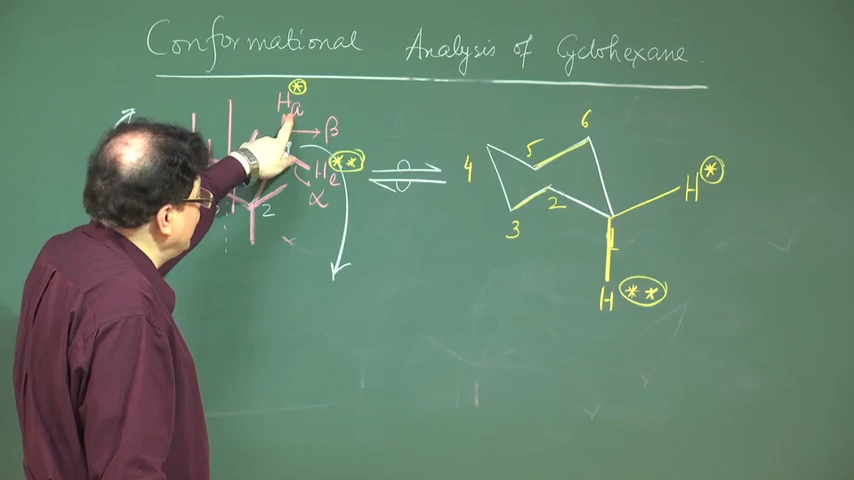 Conformational Analysis of Cyclohexane.
*
Ha
β
He
**
α
2
6
5
4
2
3
1
H *
H **